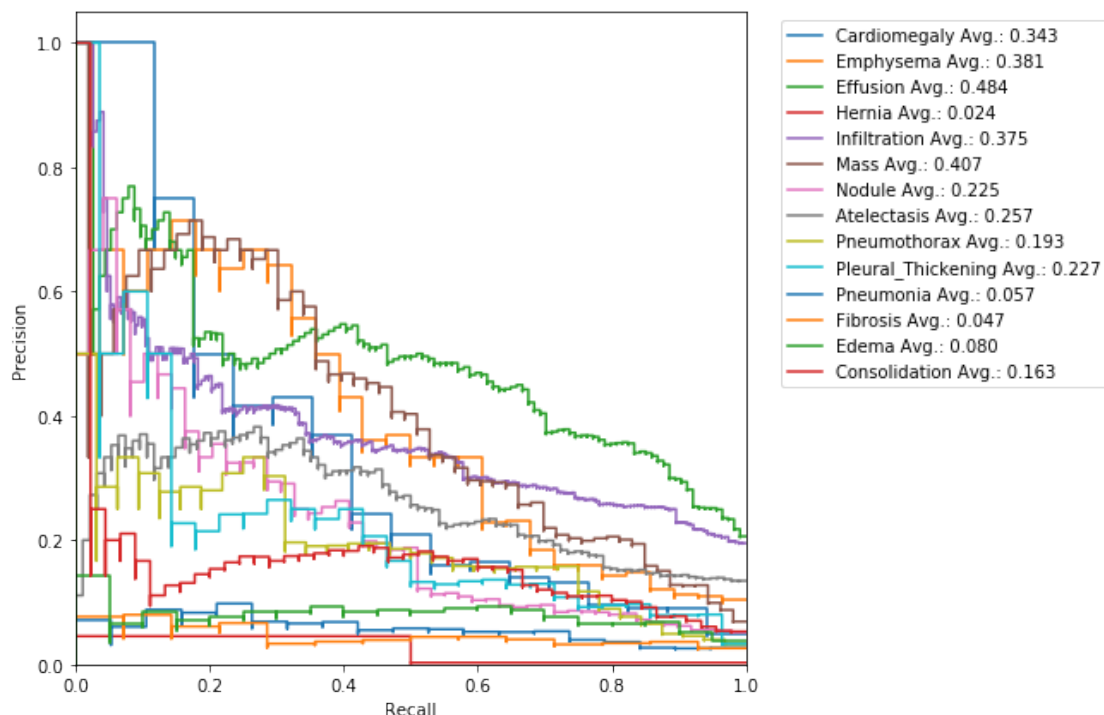 1.0
0.8
0.6
0.4
0.2
0.0
Precision
0.0 0.2 0.4 0.6 0.8 1.0
Recall
Cardiomegaly Avg.: 0.343
Emphysema Avg.: 0.381
Effusion Avg.: 0.484
Hernia Avg.: 0.024
Infiltration Avg.: 0.375
Mass Avg.: 0.407
Nodule Avg.: 0.225
Atelectasis Avg.: 0.257
Pneumothorax Avg.: 0.193
Pleural_Thickening Avg.: 0.227
Pneumonia Avg.: 0.057
Fibrosis Avg.: 0.047
Edema Avg.: 0.080
Consolidation Avg.: 0.163